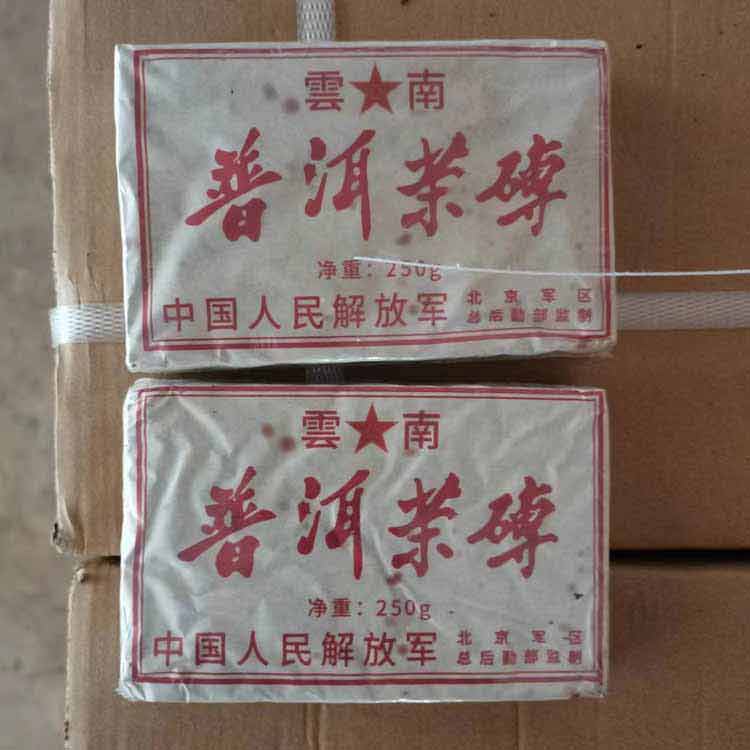 雲★南
普洱茶磚
净重：250g
中国人民解放军 北京军区
总后勤部监制
雲★南
普洱茶磚
净重：250g
中国人民解放军 北京军区
总后勤部监制